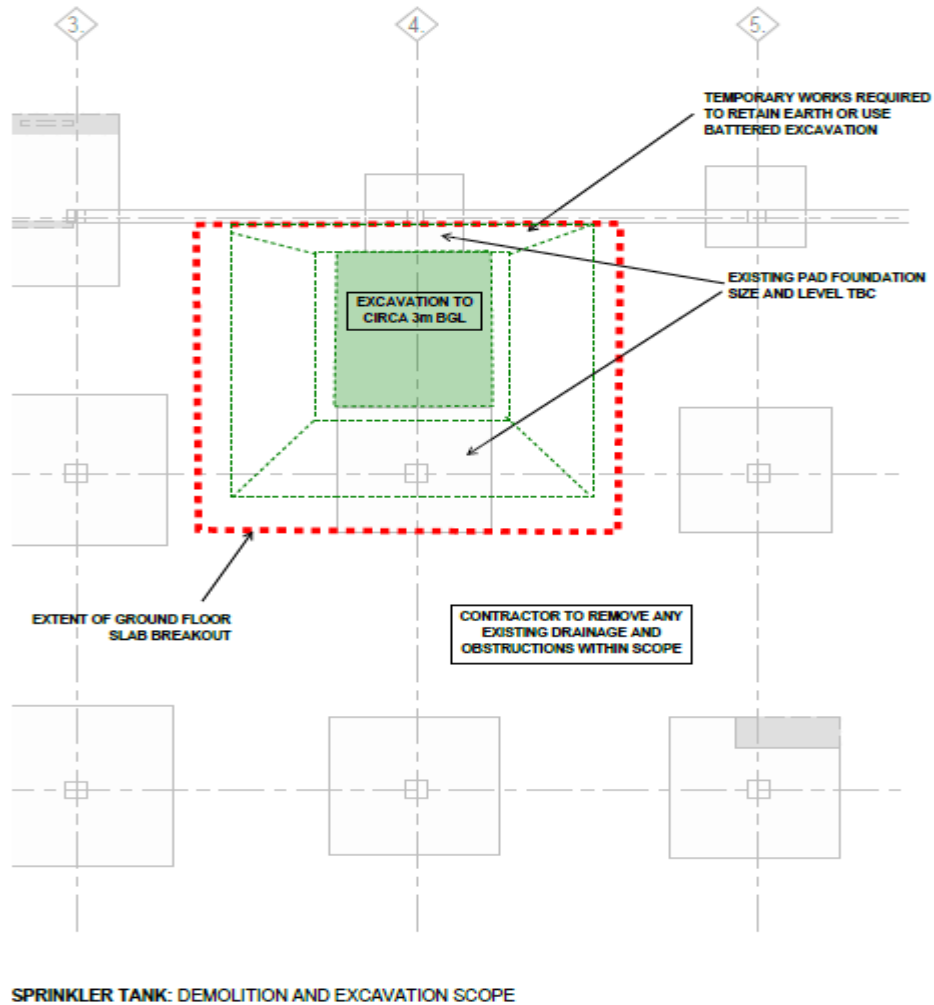 3.
4.
5.
TEMPORARY WORKS REQUIRED
TO RETAIN EARTH OR USE
BATTERED EXCAVATION
EXISTING PAD FOUNDATION
SIZE AND LEVEL TBC
EXCAVATION TO
CIRCA 3m BGL
EXTENT OF GROUND FLOOR
SLAB BREAKOUT
CONTRACTOR TO REMOVE ANY
EXISTING DRAINAGE AND
OBSTRUCTIONS WITHIN SCOPE
SPRINKLER TANK: DEMOLITION AND EXCAVATION SCOPE